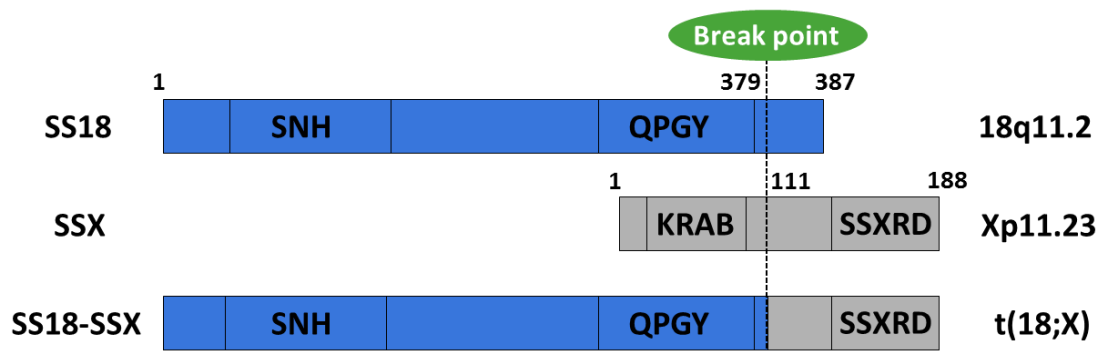 Break point
1 379 387
SS18 SNH QPGY 18q11.2
1 111 188
SSX KRAB SSXRD Xp11.23
SS18-SSX SNH QPGY SSXRD t(18;X)